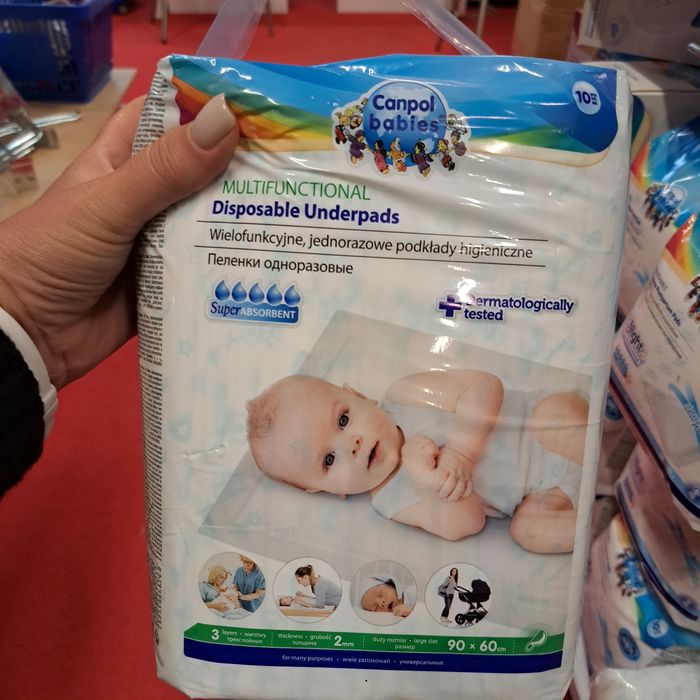 Canpol
babies
10
MULTIFUNCTIONAL
Disposable Underpads
Wielofunkcyjne, jednorazowe podkłady higieniczne
Пеленки одноразовые
Super ABSORBENT
Dermatologically
tested
3 layers • warstwy
трехслойные
thickness • grubość
толщина
2mm
duży rozmiar • large size
размер
90 x 60cm
for many purposes • wiele zastosowań • универсальные